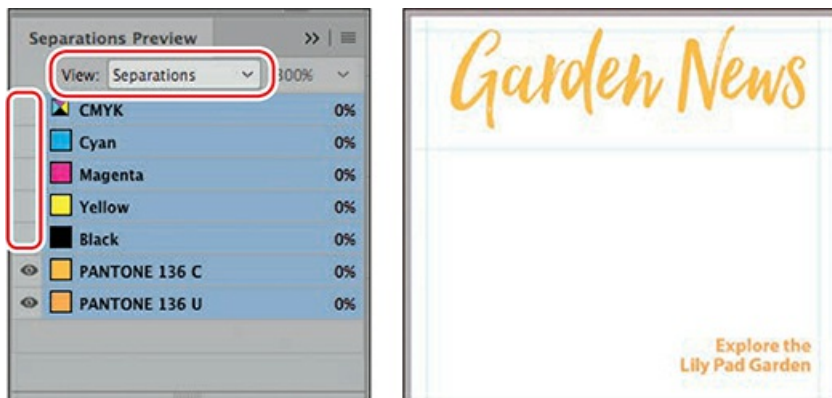 Separations Preview
View: Separations 300%
CMYK 0%
Cyan 0%
Magenta 0%
Yellow 0%
Black 0%
PANTONE 136 C 0%
PANTONE 136 U 0%
Garden News
Explore the
Lily Pad Garden